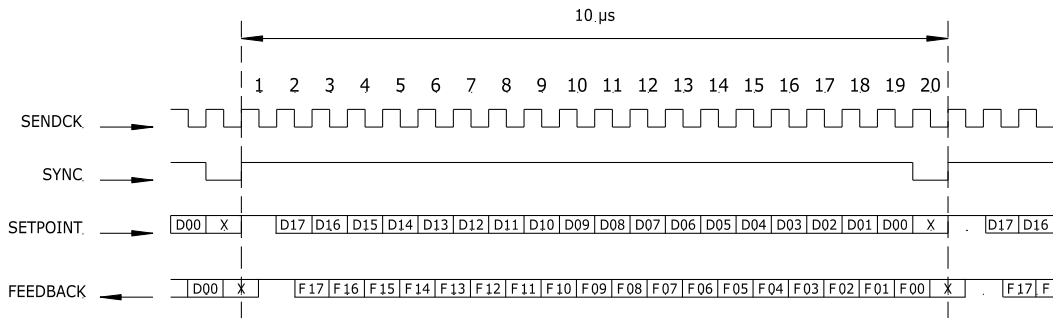 10 µs
1 2 3 4 5 6 7 8 9 10 11 12 13 14 15 16 17 18 19 20
SENDCK
SYNC
SETPOINT D00 X D17 D16 D15 D14 D13 D12 D11 D10 D09 D08 D07 D06 D05 D04 D03 D02 D01 D00 X . D17 D16
FEEDBACK D00 X F17 F16 F15 F14 F13 F12 F11 F10 F09 F08 F07 F06 F05 F04 F03 F02 F01 F00 X . F17 F